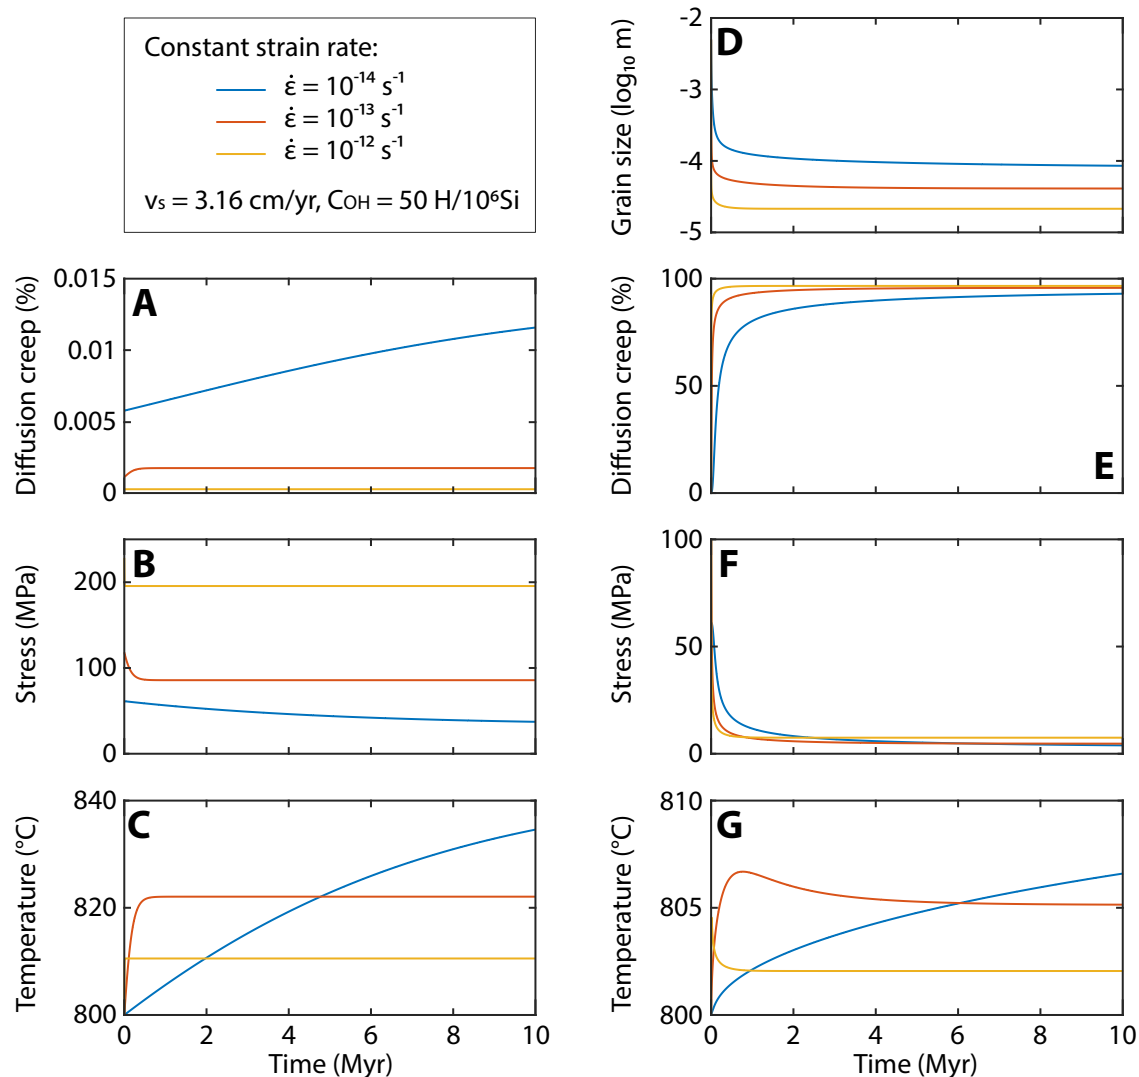 Constant strain rate:
ε̇ = 10⁻¹⁴ s⁻¹
ε̇ = 10⁻¹³ s⁻¹
ε̇ = 10⁻¹² s⁻¹
vs = 3.16 cm/yr, COH = 50 H/10⁶Si
D
Grain size (log₁₀ m)
-2
-3
-4
-5
A
Diffusion creep (%)
0.015
0.01
0.005
0
E
Diffusion creep (%)
100
50
0
B
Stress (MPa)
200
100
0
F
Stress (MPa)
100
50
0
C
Temperature (°C)
840
820
800
0 2 4 6 8 10
Time (Myr)
G
Temperature (°C)
810
805
800
0 2 4 6 8 10
Time (Myr)